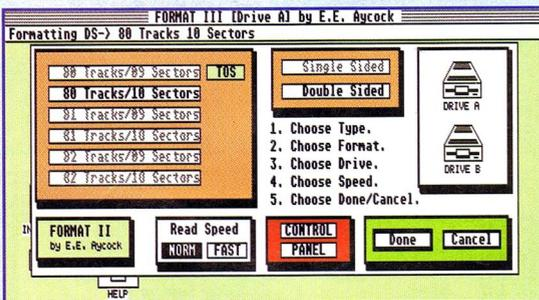 FORMAT III [Drive A] by E.E. Aycock
Formatting DS-> 80 Tracks 10 Sectors
80 Tracks/09 Sectors TOS
80 Tracks/10 Sectors
81 Tracks/09 Sectors
81 Tracks/10 Sectors
82 Tracks/09 Sectors
82 Tracks/10 Sectors
Single Sided
Double Sided
1. Choose Type.
2. Choose Format.
3. Choose Drive.
4. Choose Speed.
5. Choose Done/Cancel.
DRIVE A
DRIVE B
FORMAT II
by E.E. Aycock
Read Speed
NORM FAST
CONTROL
PANEL
Done Cancel
IN
HELP